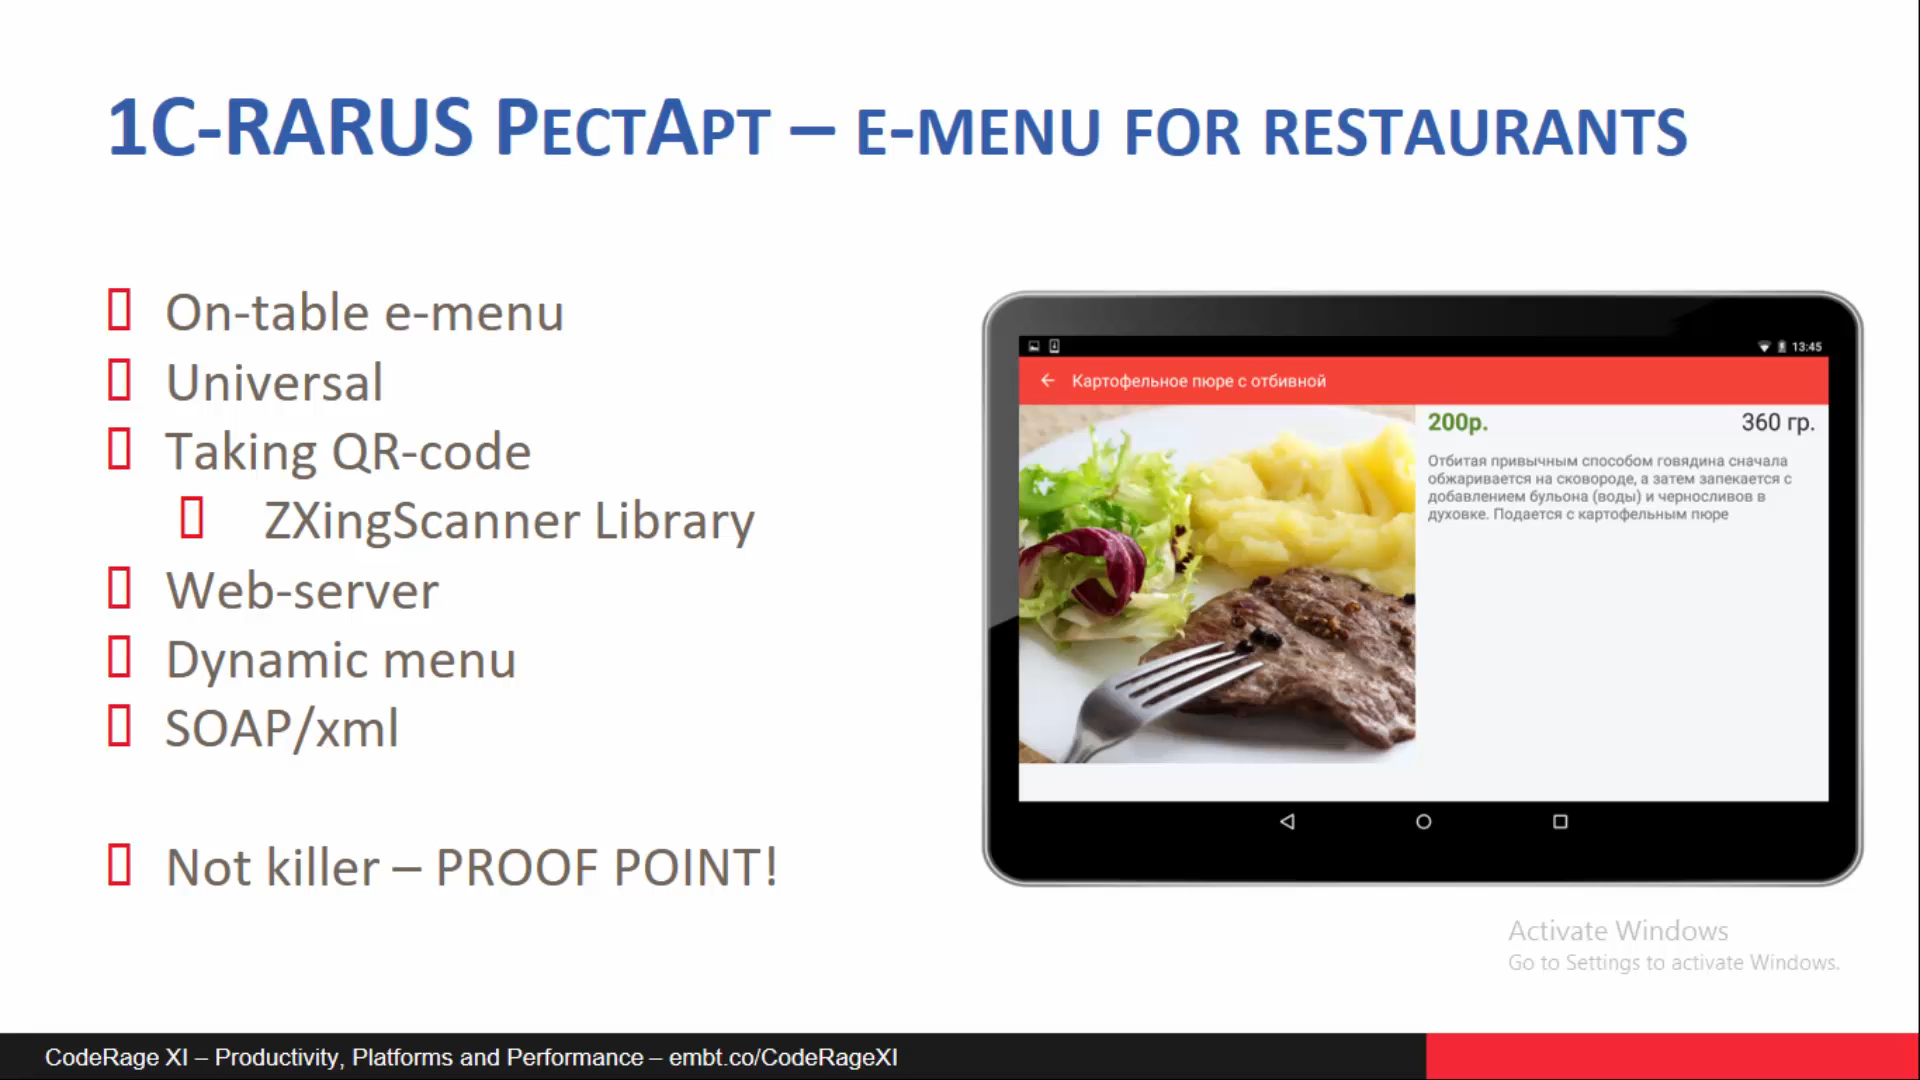 1C-RARUS РЕСТАРТ – E-MENU FOR RESTAURANTS
On-table e-menu
Universal
Taking QR-code
ZXingScanner Library
Web-server
Dynamic menu
SOAP/xml
Not killer – PROOF POINT!
13:45
Картофельное пюре с отбивной
200р.
360 гр.
Отбитая привычным способом говядина сначала
обжаривается на сковороде, а затем запекается с
добавлением бульона (воды) и черносливов в
духовке. Подается с картофельным пюре
Activate Windows
Go to Settings to activate Windows.
CodeRage XI – Productivity, Platforms and Performance – embt.co/CodeRageXI